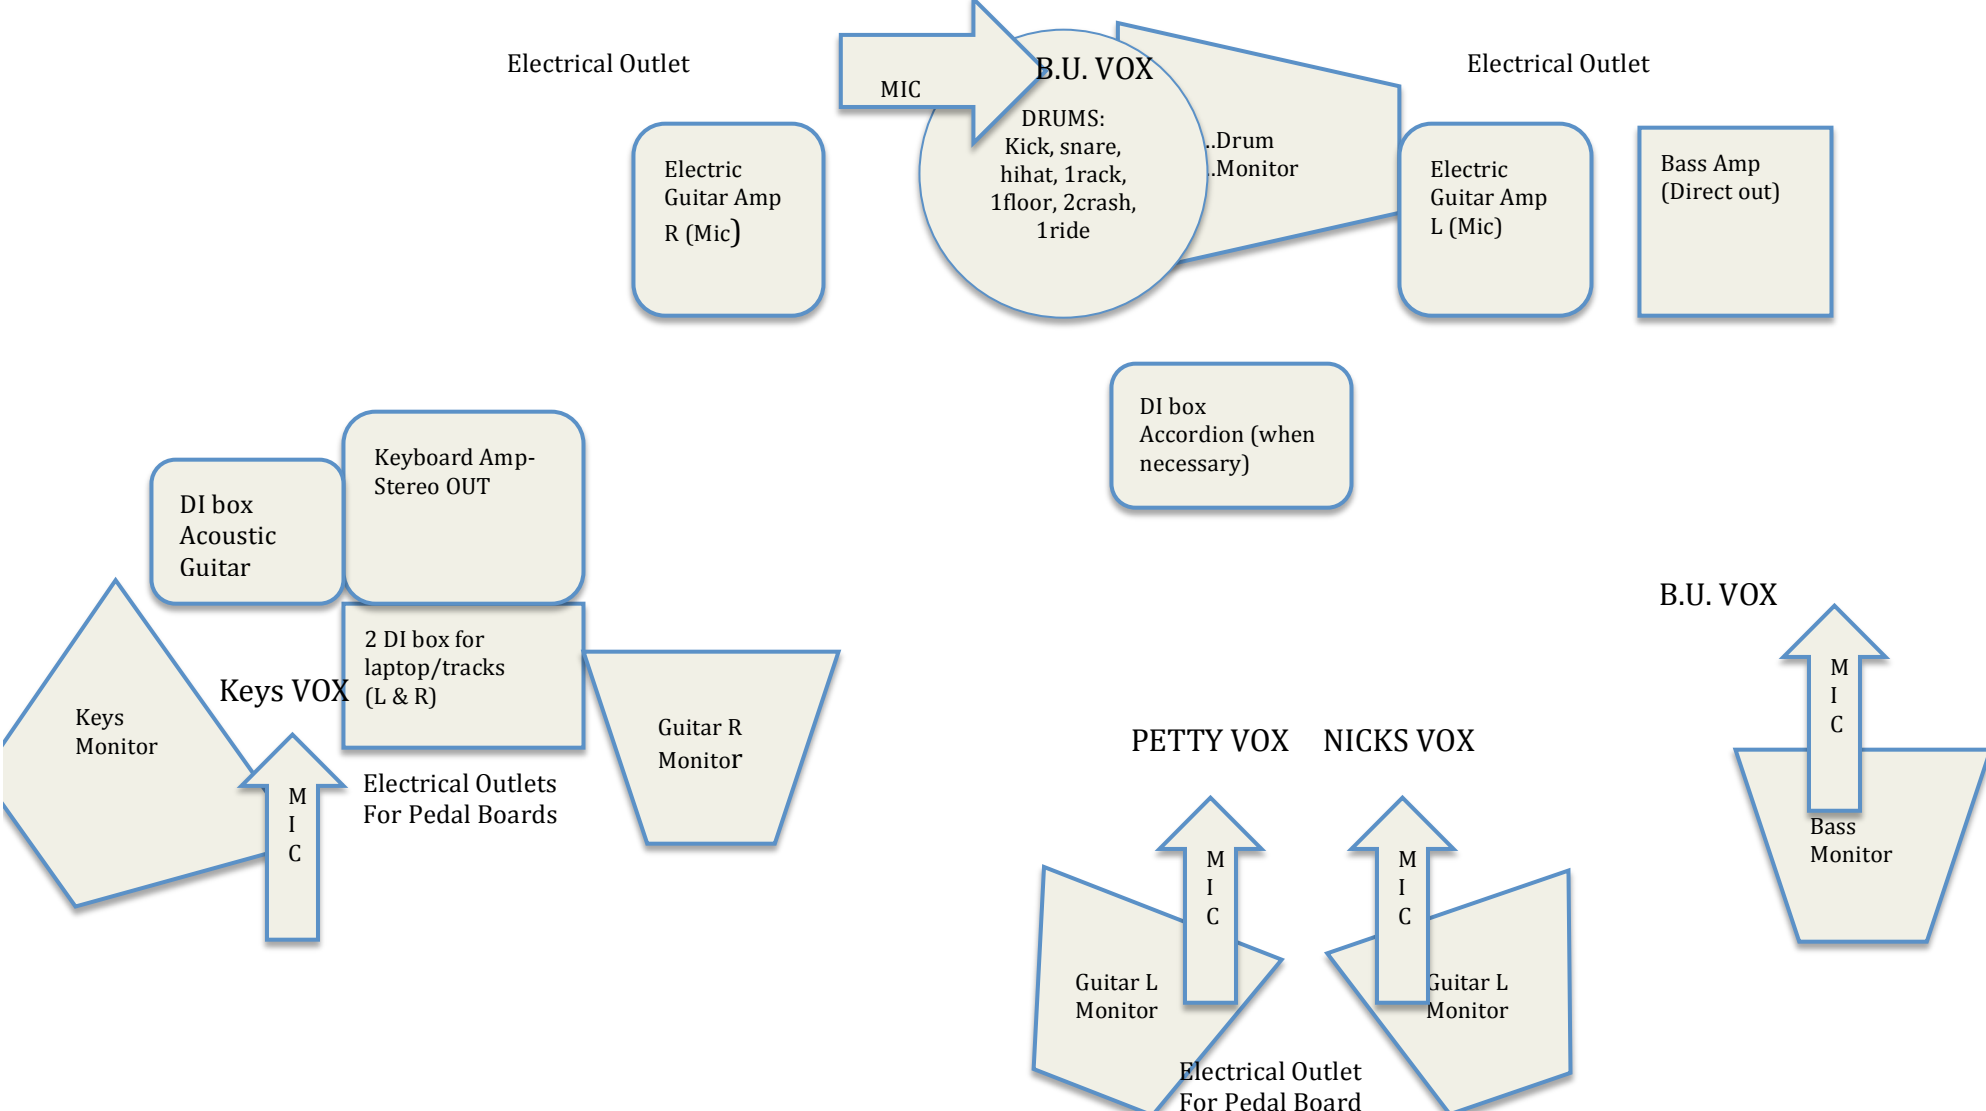 Electrical Outlet
MIC
B.U. VOX
Electrical Outlet
DRUMS:
Kick, snare,
hihat, 1rack,
1floor, 2crash,
1ride
..Drum
..Monitor
Electric
Guitar Amp
R (Mic)
Electric
Guitar Amp
L (Mic)
Bass Amp
(Direct out)
DI box
Accordion (when
necessary)
Keyboard Amp-
Stereo OUT
DI box
Acoustic
Guitar
2 DI box for
laptop/tracks
(L & R)
Keys VOX
Keys
Monitor
M
I
C
Electrical Outlets
For Pedal Boards
Guitar R
Monitor
PETTY VOX
NICKS VOX
M
I
C
M
I
C
Guitar L
Monitor
Guitar L
Monitor
Electrical Outlet
For Pedal Board
B.U. VOX
M
I
C
Bass
Monitor